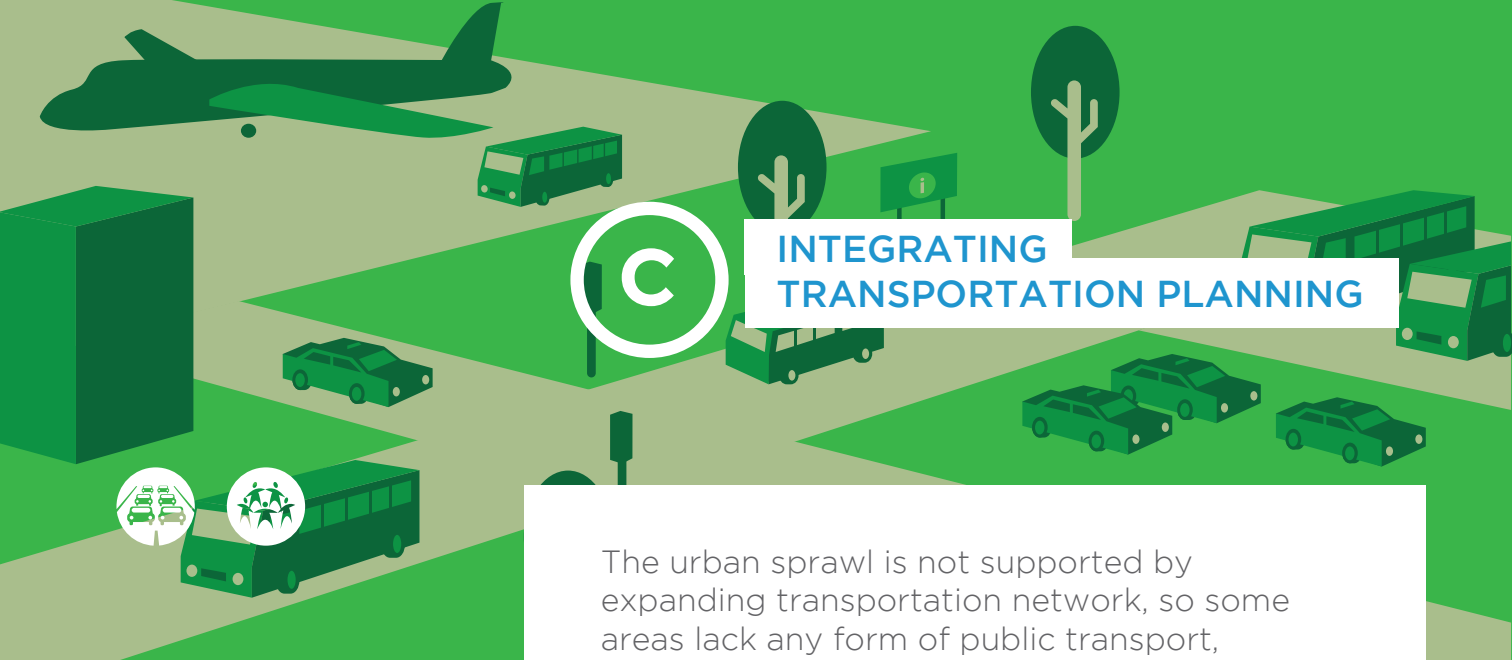 i
C
INTEGRATING
TRANSPORTATION PLANNING
The urban sprawl is not supported by
expanding transportation network, so some
areas lack any form of public transport,